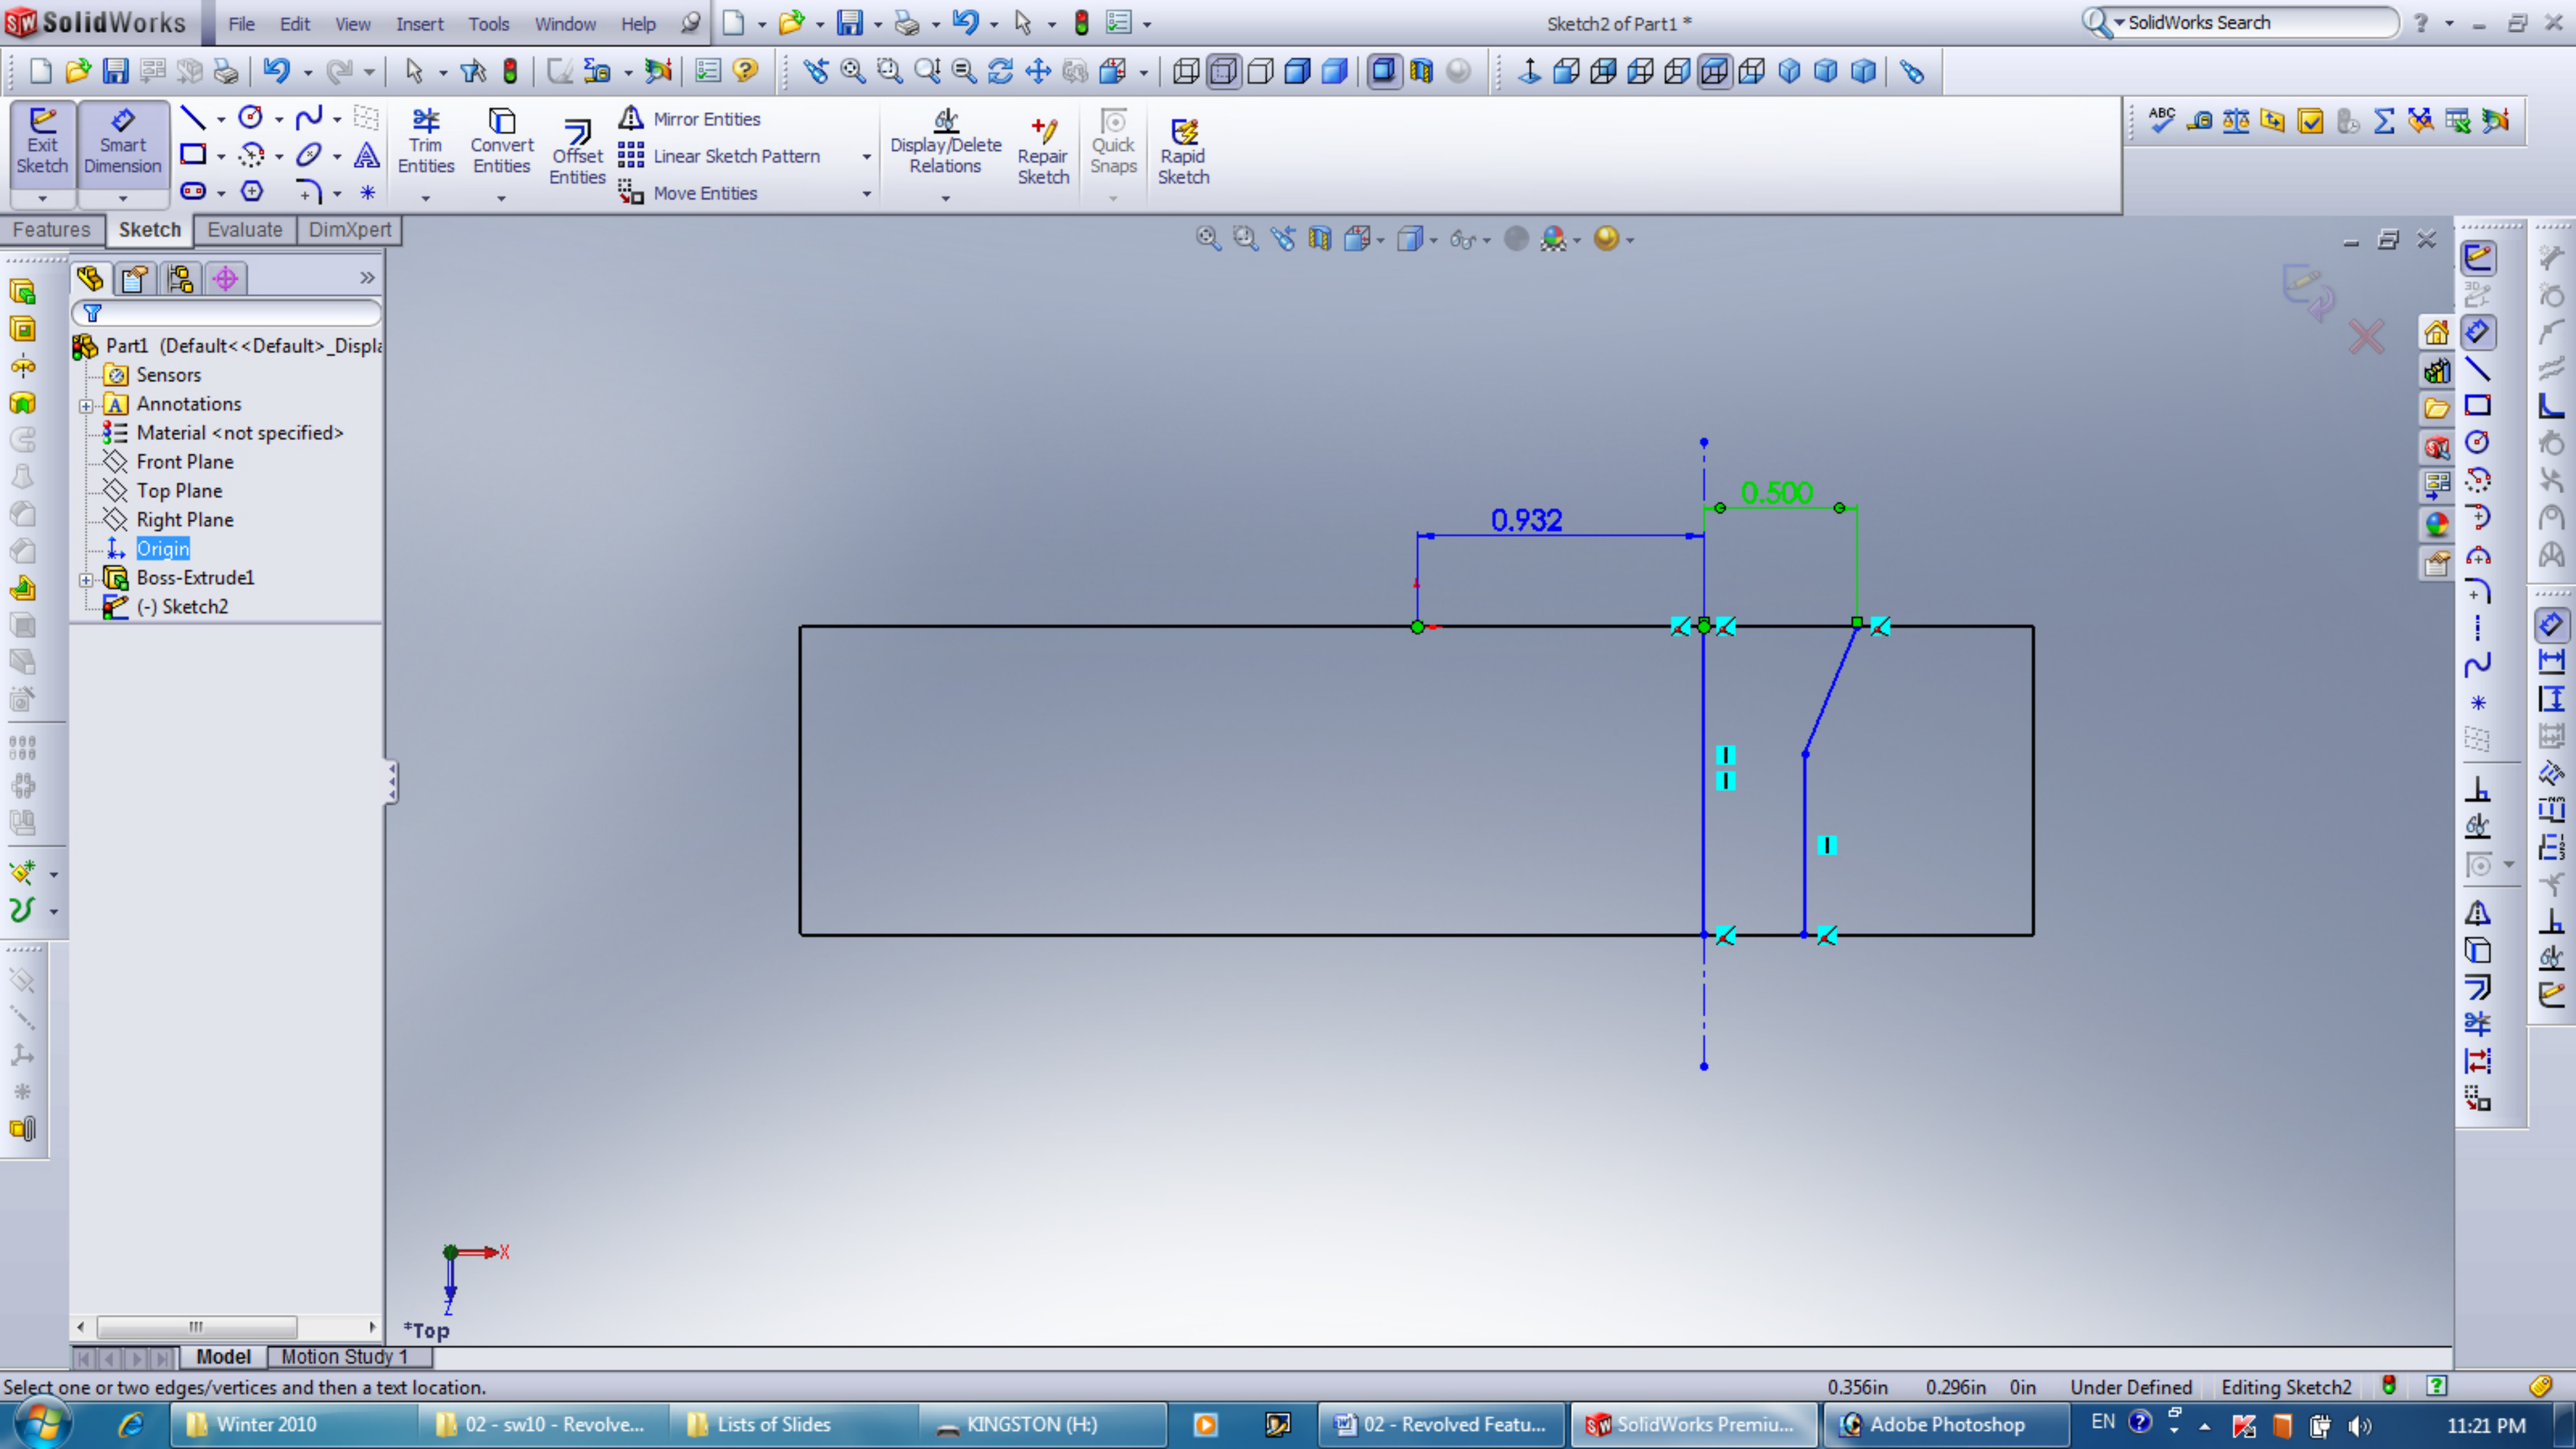 SolidWorks File Edit View Insert Tools Window Help Sketch2 of Part1 * SolidWorks Search ?
Exit Sketch
Smart Dimension
Trim Entities
Convert Entities
Offset Entities
Mirror Entities
Linear Sketch Pattern
Move Entities
Display/Delete Relations
Repair Sketch
Quick Snaps
Rapid Sketch
ABC
Features Sketch Evaluate DimXpert
3D
Part1 (Default<<Default>_Displa
Sensors
Annotations
Material <not specified>
Front Plane
Top Plane
Right Plane
Origin
Boss-Extrude1
(-) Sketch2
0.500
0.932
X
Z
*Top
Model Motion Study 1
Select one or two edges/vertices and then a text location. 0.356in 0.296in 0in Under Defined Editing Sketch2
Winter 2010 02 - sw10 - Revolve... Lists of Slides KINGSTON (H:) 02 - Revolved Featu... SolidWorks Premiu... Adobe Photoshop EN 11:21 PM